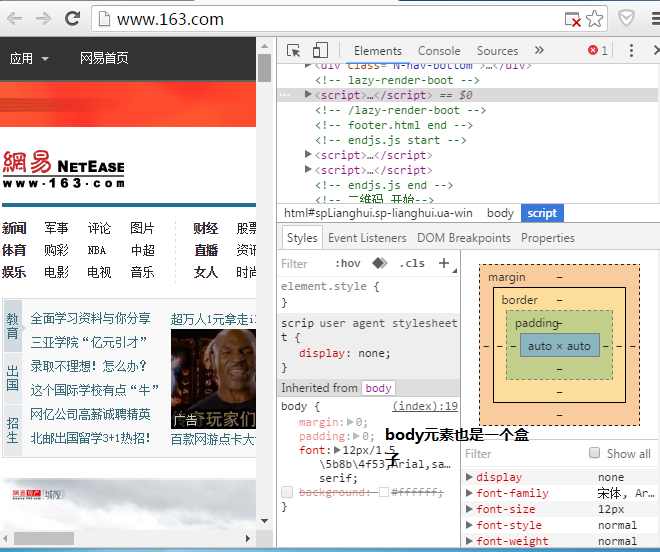 www.163.com
应用
网易首页
網易 NETEASE
www·163·com
新闻 军事 评论 图片 财经 股票
体育 购彩 NBA 中超 直播 资讯
娱乐 电影 电视 音乐 女人 时尚
教育
全面学习资料与你分享
三亚学院“亿元引才”
出国
录取不理想！怎么办？
这个国际学校有点“牛”
招生
网亿公司高薪诚聘精英
北邮出国留学3+1热招!
超万人1元拿走i
广告
奇玩家们
百款网游点卡大
Elements Console Sources » 1
<div class="N-nav-bottom">…</div>
<!-- lazy-render-boot -->
<script>…</script> == $0
<!-- /lazy-render-boot -->
<!-- footer.html end -->
<!-- endjs.js start -->
<script>…</script>
<script>…</script>
<!-- endjs.js end -->
<!-- 二维码 开始-->
html#spLianghui.sp-lianghui.ua-win body script
Styles Event Listeners DOM Breakpoints Properties
Filter :hov .cls +
element.style {
}
scrip user agent stylesheet
t {
display: none;
}
Inherited from body
body { (index):19
margin: 0;
padding: 0;
font: 12px/1.5
\5b8b\4f53,Arial,sa…
serif;
background: #ffffff;
}
body元素也是一个盒
子
margin –
border –
padding –
– – – auto × auto – – –
–
–
–
Filter Show all
display none
font-family 宋体, Ar…
font-size 12px
font-style normal
font-weight normal